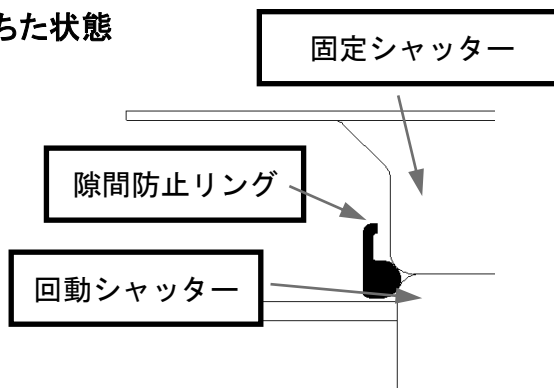 ちた状態
固定シャッター
隙間防止リング
回動シャッター